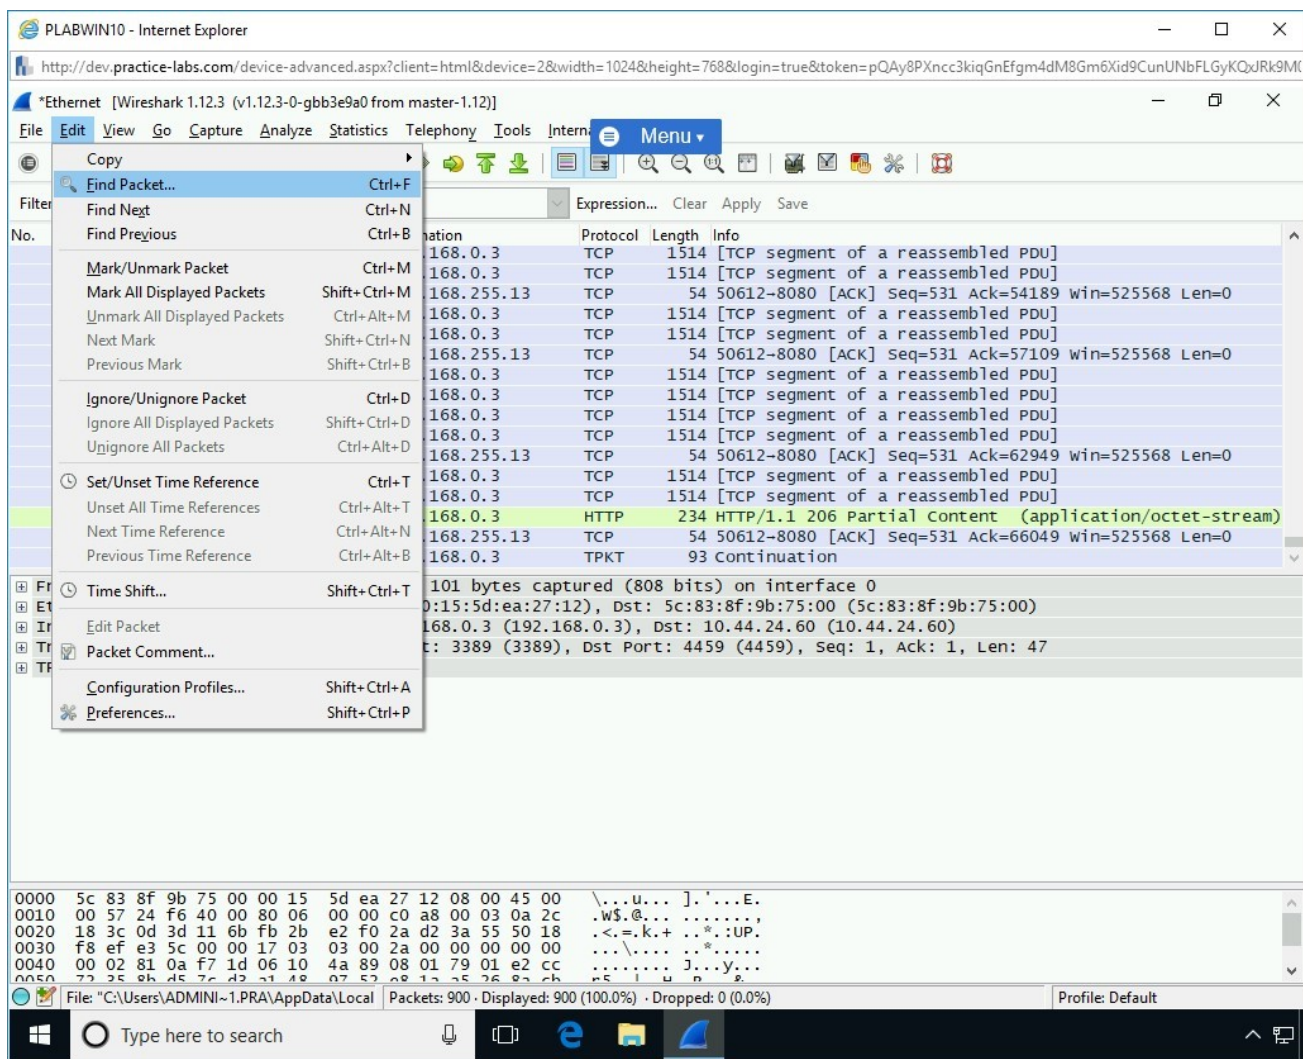 PLABWIN10 - Internet Explorer
http://dev.practice-labs.com/device-advanced.aspx?client=html&device=2&width=1024&height=768&login=true&token=
*Ethernet [Wireshark 1.12.3 (v1.12.3-0-gbb3e9a0 from master-1.12)]
File Edit View Go Capture Analyze Statistics Telephony Tools Interna
Menu
Copy
Find Packet... Ctrl+F
Find Next Ctrl+N
Find Previous Ctrl+B
Mark/Unmark Packet Ctrl+M
Mark All Displayed Packets Shift+Ctrl+M
Unmark All Displayed Packets Ctrl+Alt+M
Next Mark Shift+Ctrl+N
Previous Mark Shift+Ctrl+B
Ignore/Unignore Packet Ctrl+D
Ignore All Displayed Packets Shift+Ctrl+D
Unignore All Packets Ctrl+Alt+D
Set/Unset Time Reference Ctrl+T
Unset All Time References Ctrl+Alt+T
Next Time Reference Ctrl+Alt+N
Previous Time Reference Ctrl+Alt+B
Time Shift... Shift+Ctrl+T
Edit Packet
Packet Comment...
Configuration Profiles... Shift+Ctrl+A
Preferences... Shift+Ctrl+P
Filter Expression... Clear Apply Save
No. nation Protocol Length Info
.168.0.3 TCP 1514 [TCP segment of a reassembled PDU]
.168.0.3 TCP 1514 [TCP segment of a reassembled PDU]
.168.255.13 TCP 54 50612→8080 [ACK] Seq=531 Ack=54189 Win=525568 Len=0
.168.0.3 TCP 1514 [TCP segment of a reassembled PDU]
.168.0.3 TCP 1514 [TCP segment of a reassembled PDU]
.168.255.13 TCP 54 50612→8080 [ACK] Seq=531 Ack=57109 Win=525568 Len=0
.168.0.3 TCP 1514 [TCP segment of a reassembled PDU]
.168.0.3 TCP 1514 [TCP segment of a reassembled PDU]
.168.0.3 TCP 1514 [TCP segment of a reassembled PDU]
.168.0.3 TCP 1514 [TCP segment of a reassembled PDU]
.168.255.13 TCP 54 50612→8080 [ACK] Seq=531 Ack=62949 Win=525568 Len=0
.168.0.3 TCP 1514 [TCP segment of a reassembled PDU]
.168.0.3 TCP 1514 [TCP segment of a reassembled PDU]
.168.0.3 HTTP 234 HTTP/1.1 206 Partial Content (application/octet-stream)
.168.255.13 TCP 54 50612→8080 [ACK] Seq=531 Ack=66049 Win=525568 Len=0
.168.0.3 TPKT 93 Continuation
Fr 101 bytes captured (808 bits) on interface 0
Et 0:15:5d:ea:27:12), Dst: 5c:83:8f:9b:75:00 (5c:83:8f:9b:75:00)
In 168.0.3 (192.168.0.3), Dst: 10.44.24.60 (10.44.24.60)
Tr t: 3389 (3389), Dst Port: 4459 (4459), Seq: 1, Ack: 1, Len: 47
TP
0000 5c 83 8f 9b 75 00 00 15 5d ea 27 12 08 00 45 00 \...u... ].'...E.
0010 00 57 24 f6 40 00 80 06 00 00 c0 a8 00 03 0a 2c .W$.@... .......,
0020 18 3c 0d 3d 11 6b fb 2b e2 f0 2a d2 3a 55 50 18 .<.=.k.+ ..*.:UP.
0030 f8 ef e3 5c 00 00 17 03 03 00 2a 00 00 00 00 00 ...\.... ..*.....
0040 00 02 81 0a f7 1d 06 10 4a 89 08 01 79 01 e2 cc ........ J...y...
File: "C:\Users\ADMINI~1.PRA\AppData\Local Packets: 900 · Displayed: 900 (100.0%) · Dropped: 0 (0.0%) Profile: Default
Type here to search